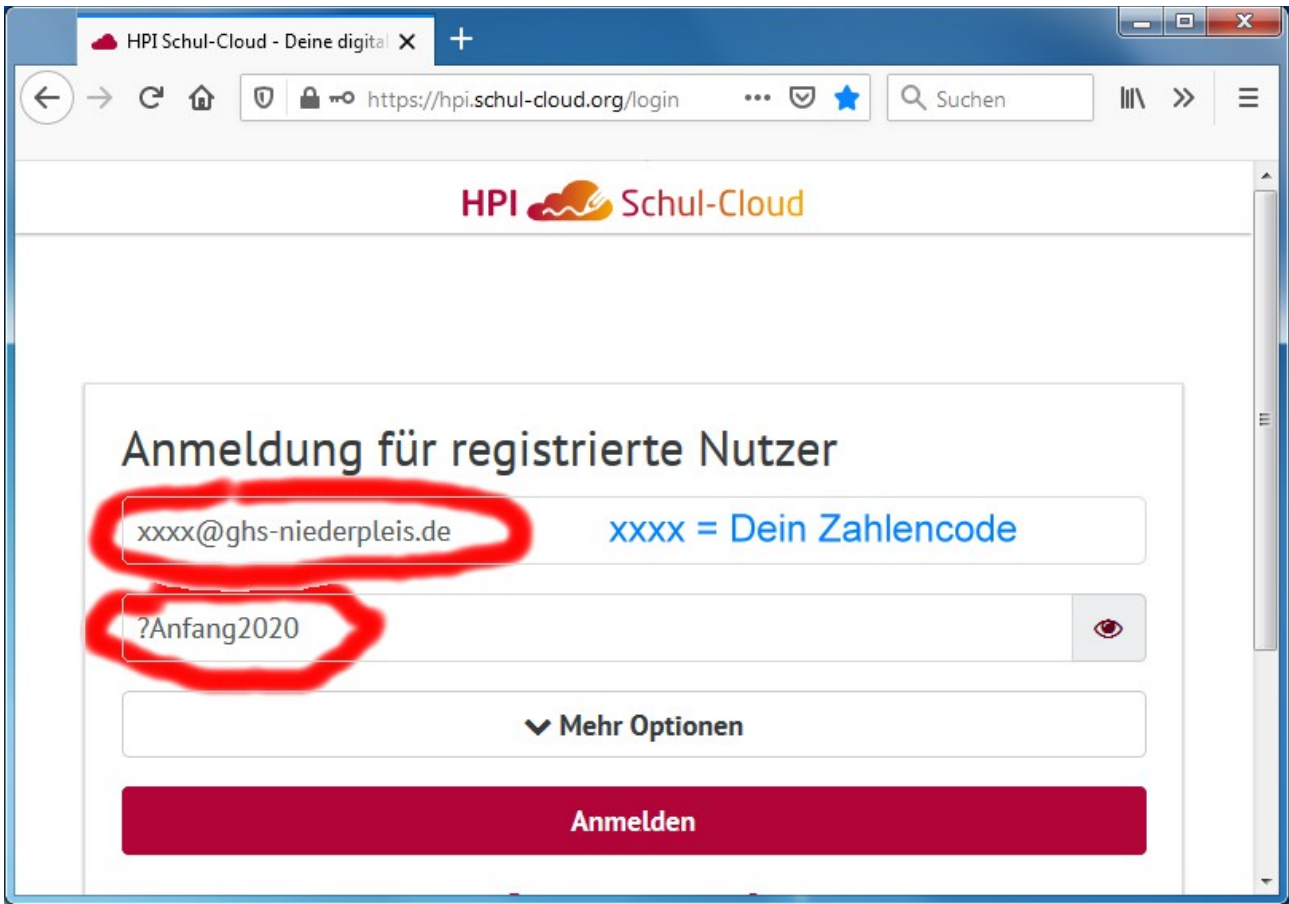 HPI Schul-Cloud - Deine digital
https://hpi.schul-cloud.org/login
Suchen
HPI Schul-Cloud
Anmeldung für registrierte Nutzer
xxxx@ghs-niederpleis.de xxxx = Dein Zahlencode
?Anfang2020
Mehr Optionen
Anmelden